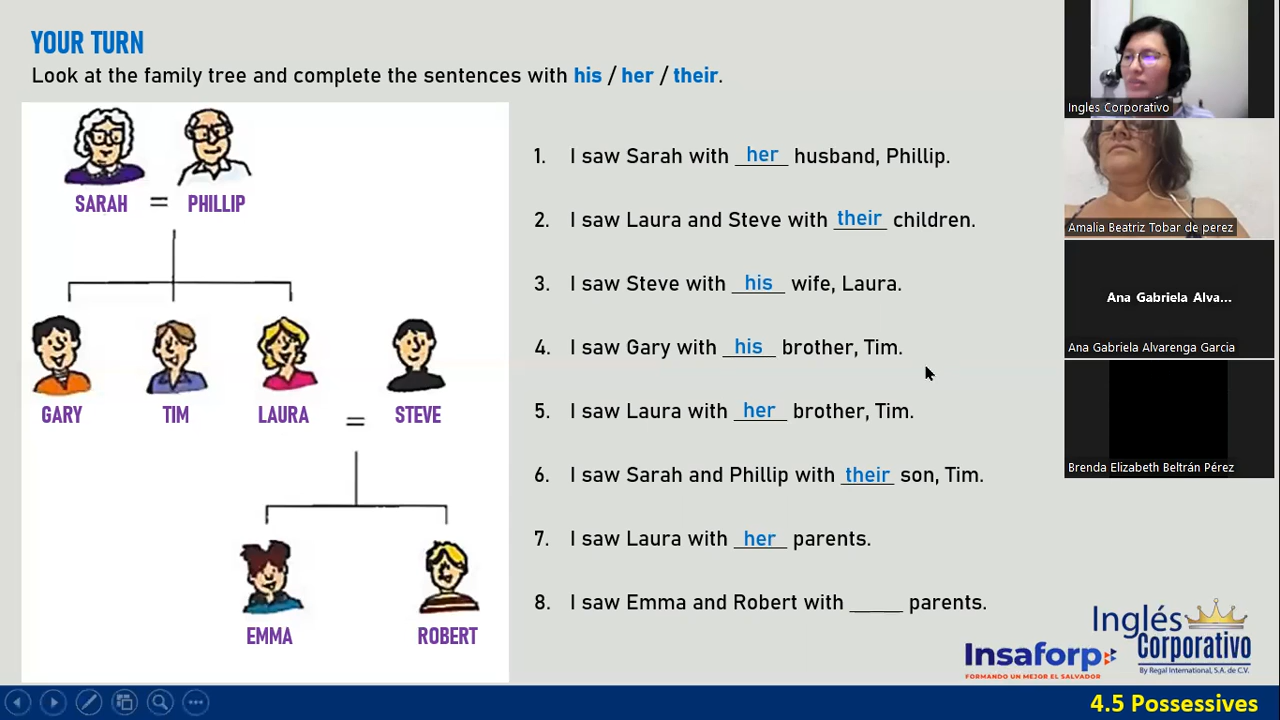 YOUR TURN
Look at the family tree and complete the sentences with his / her / their.
SARAH = PHILLIP
GARY TIM LAURA = STEVE
EMMA ROBERT
1. I saw Sarah with her husband, Phillip.
2. I saw Laura and Steve with their children.
3. I saw Steve with his wife, Laura.
4. I saw Gary with his brother, Tim.
5. I saw Laura with her brother, Tim.
6. I saw Sarah and Phillip with their son, Tim.
7. I saw Laura with her parents.
8. I saw Emma and Robert with _____ parents.
Ingles Corporativo
Amalia Beatriz Tobar de perez
Ana Gabriela Alva...
Ana Gabriela Alvarenga Garcia
Brenda Elizabeth Beltrán Pérez
Insaforp
FORMANDO UN MEJOR EL SALVADOR
Inglés
Corporativo
By Regal International, S.A. de C.V.
4.5 Possessives